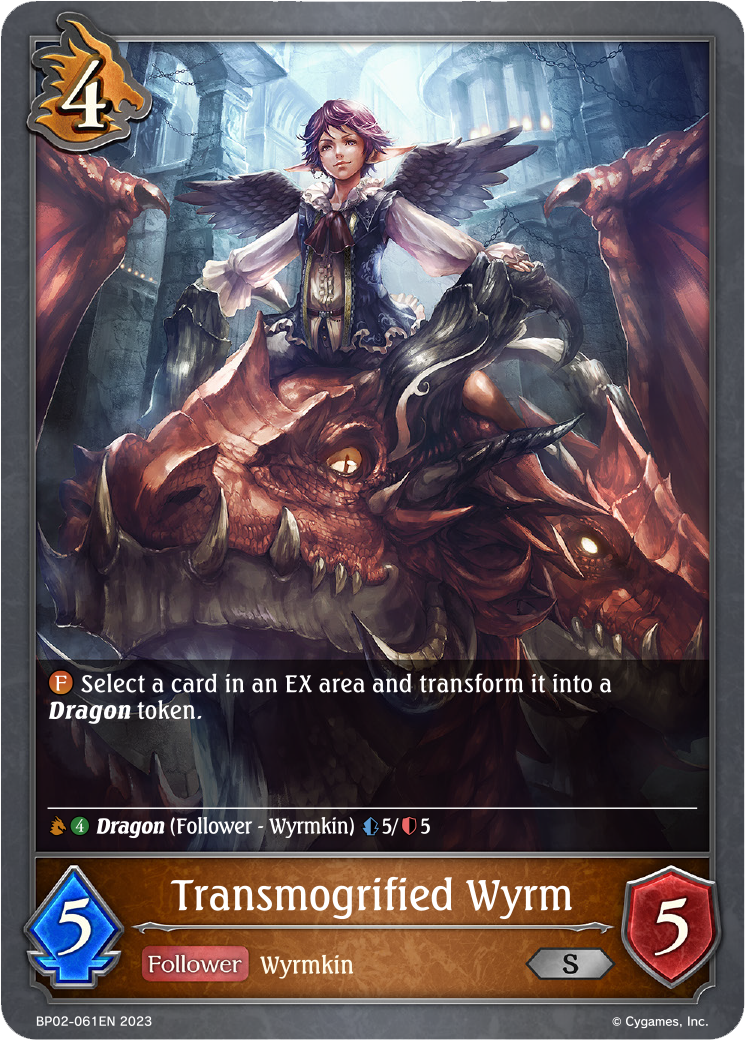 4
F Select a card in an EX area and transform it into a
Dragon token.
4 Dragon (Follower - Wyrmkin) 5/ 5
Transmogrified Wyrm
5
5
Follower Wyrmkin
S
BP02-061EN 2023
© Cygames, Inc.